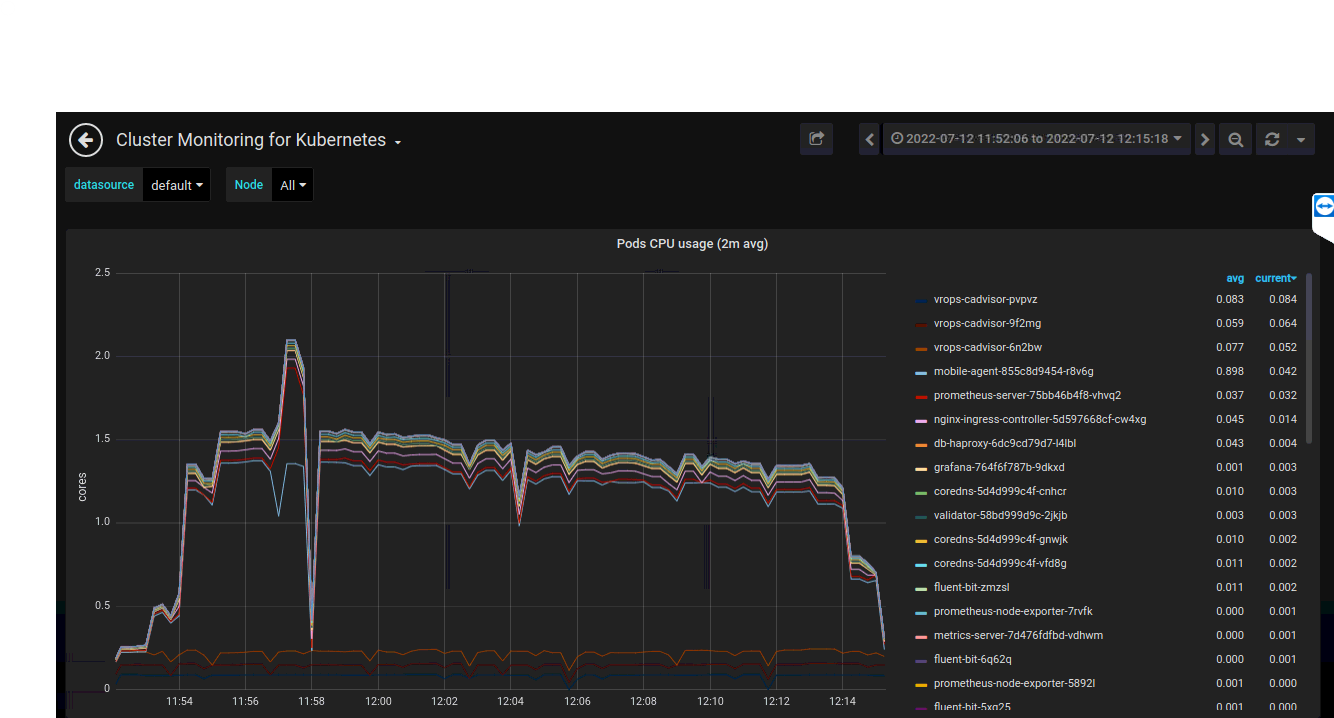 Cluster Monitoring for Kubernetes
2022-07-12 11:52:06 to 2022-07-12 12:15:18
datasource default Node All
Pods CPU usage (2m avg)
cores
2.5
2.0
1.5
1.0
0.5
0
11:54 11:56 11:58 12:00 12:02 12:04 12:06 12:08 12:10 12:12 12:14
avg current
vrops-cadvisor-pvpvz 0.083 0.084
vrops-cadvisor-9f2mg 0.059 0.064
vrops-cadvisor-6n2bw 0.077 0.052
mobile-agent-855c8d9454-r8v6g 0.898 0.042
prometheus-server-75bb46b4f8-vhvq2 0.037 0.032
nginx-ingress-controller-5d597668cf-cw4xg 0.045 0.014
db-haproxy-6dc9cd79d7-l4lbl 0.043 0.004
grafana-764f6f787b-9dkxd 0.001 0.003
coredns-5d4d999c4f-cnhcr 0.010 0.003
validator-58bd999d9c-2jkjb 0.003 0.003
coredns-5d4d999c4f-gnwjk 0.010 0.002
coredns-5d4d999c4f-vfd8g 0.011 0.002
fluent-bit-zmzsl 0.011 0.002
prometheus-node-exporter-7rvfk 0.000 0.001
metrics-server-7d476fdfbd-vdhwm 0.000 0.001
fluent-bit-6q62q 0.000 0.001
prometheus-node-exporter-5892l 0.001 0.000
fluent-bit-5xg25 0.001 0.000